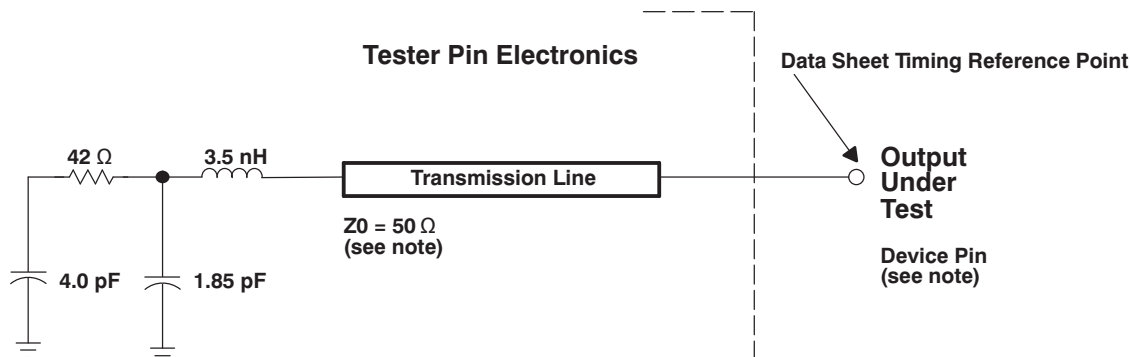 Tester Pin Electronics
Data Sheet Timing Reference Point
42 Ω
3.5 nH
Transmission Line
Output
Under
Test
Z0 = 50 Ω
(see note)
Device Pin
(see note)
4.0 pF
1.85 pF